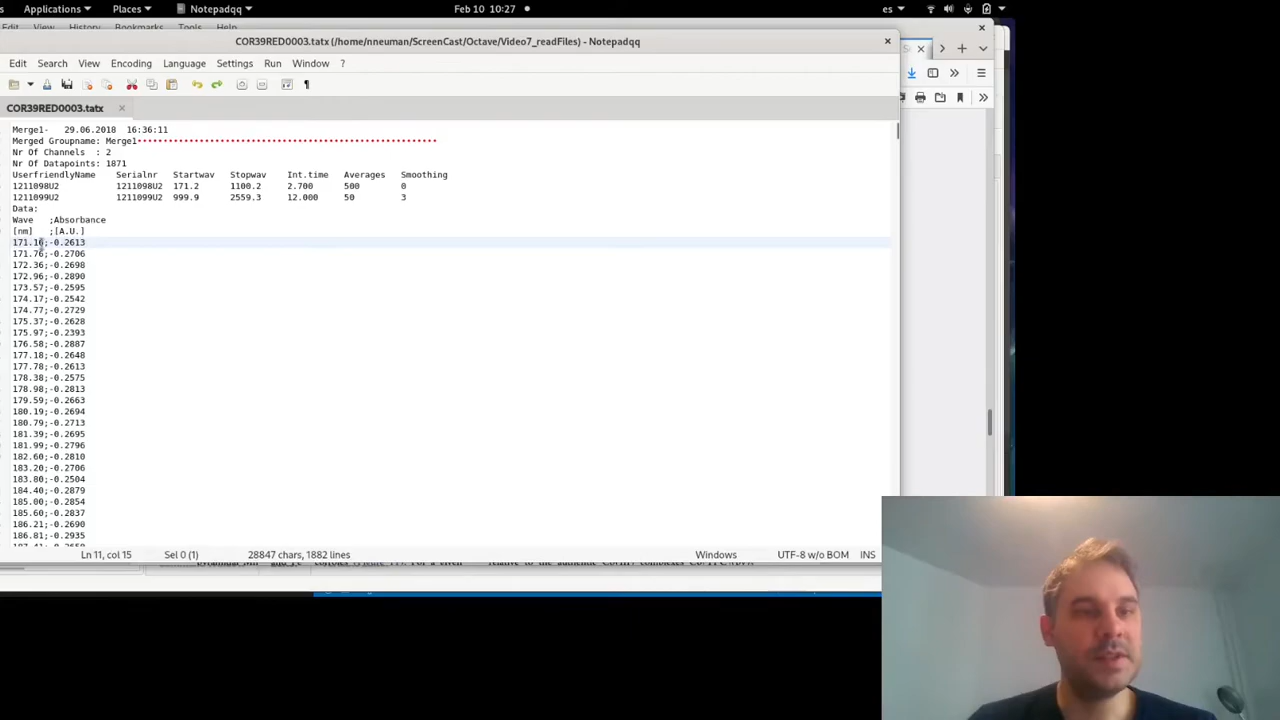 Applications Places Notepadqq Feb 10 10:27 es
Edit View History Bookmarks Tools Help
COR39RED0003.tatx (/home/nneuman/ScreenCast/Octave/Video7_readFiles) - Notepadqq
Edit Search View Encoding Language Settings Run Window ?
COR39RED0003.tatx
Merge1- 29.06.2018 16:36:11
Merged Groupname: Merge1
Nr Of Channels : 2
Nr Of Datapoints: 1871
UserfriendlyName Serialnr Startwav Stopwav Int.time Averages Smoothing
1211098U2 1211098U2 171.2 1100.2 2.700 500 0
1211099U2 1211099U2 999.9 2559.3 12.000 50 3
Data:
Wave ;Absorbance
[nm] ;[A.U.]
171.16;-0.2613
171.76;-0.2706
172.36;-0.2698
172.96;-0.2890
173.57;-0.2595
174.17;-0.2542
174.77;-0.2729
175.37;-0.2628
175.97;-0.2393
176.58;-0.2887
177.18;-0.2648
177.78;-0.2613
178.38;-0.2575
178.98;-0.2813
179.59;-0.2663
180.19;-0.2694
180.79;-0.2713
181.39;-0.2695
181.99;-0.2796
182.60;-0.2810
183.20;-0.2706
183.80;-0.2504
184.40;-0.2879
185.00;-0.2854
185.60;-0.2837
186.21;-0.2690
186.81;-0.2935
Ln 11, col 15 Sel 0 (1) 28847 chars, 1882 lines Windows UTF-8 w/o BOM INS